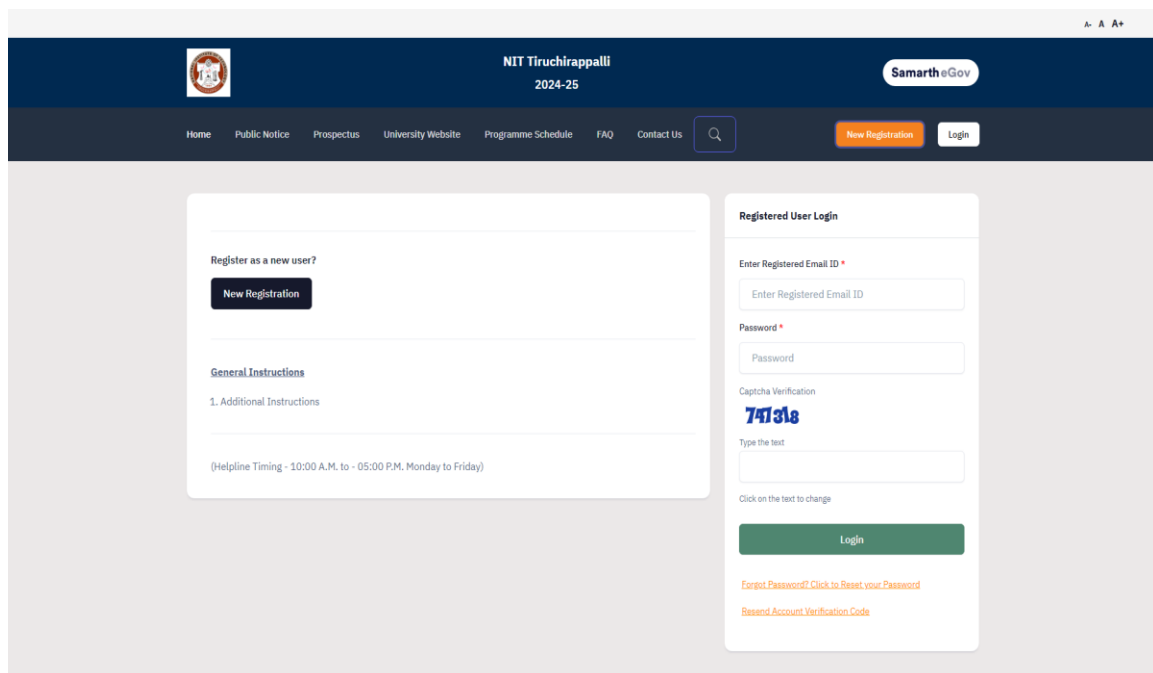 A- A A+
NIT Tiruchirappalli
2024-25
Samarth eGov
Home Public Notice Prospectus University Website Programme Schedule FAQ Contact Us New Registration Login
Register as a new user?
New Registration
General Instructions
1. Additional Instructions
(Helpline Timing - 10:00 A.M. to - 05:00 P.M. Monday to Friday)
Registered User Login
Enter Registered Email ID *
Enter Registered Email ID
Password *
Password
Captcha Verification
747318
Type the text
Click on the text to change
Login
Forgot Password? Click to Reset your Password
Resend Account Verification Code